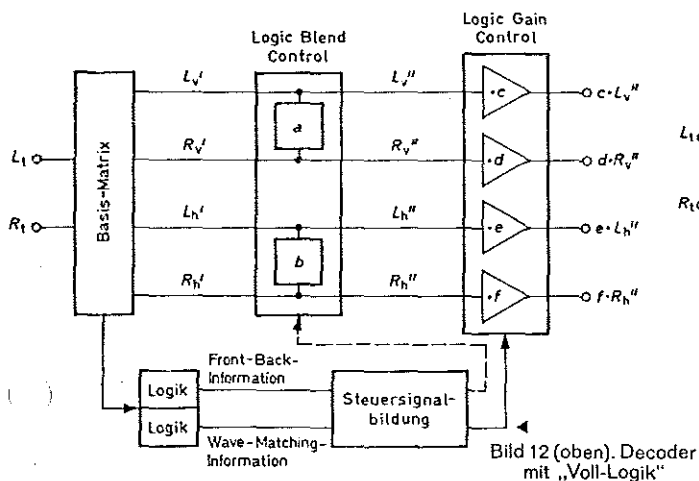 Logic Blend
Control
Logic Gain
Control
Lv' Lv" ·c c·Lv"
a
Lt Rv' Rv" ·d d·Rv" Lt
Basis-Matrix
Rt Lh' Lh" ·e e·Lh" Rt
b
Rh' Rh" ·f f·Rh"
Front-Back-
Information
Logik
Logik
Steuersignal-
bildung
Wave-Matching-
Information
Bild 12 (oben). Decoder
mit „Voll-Logik"